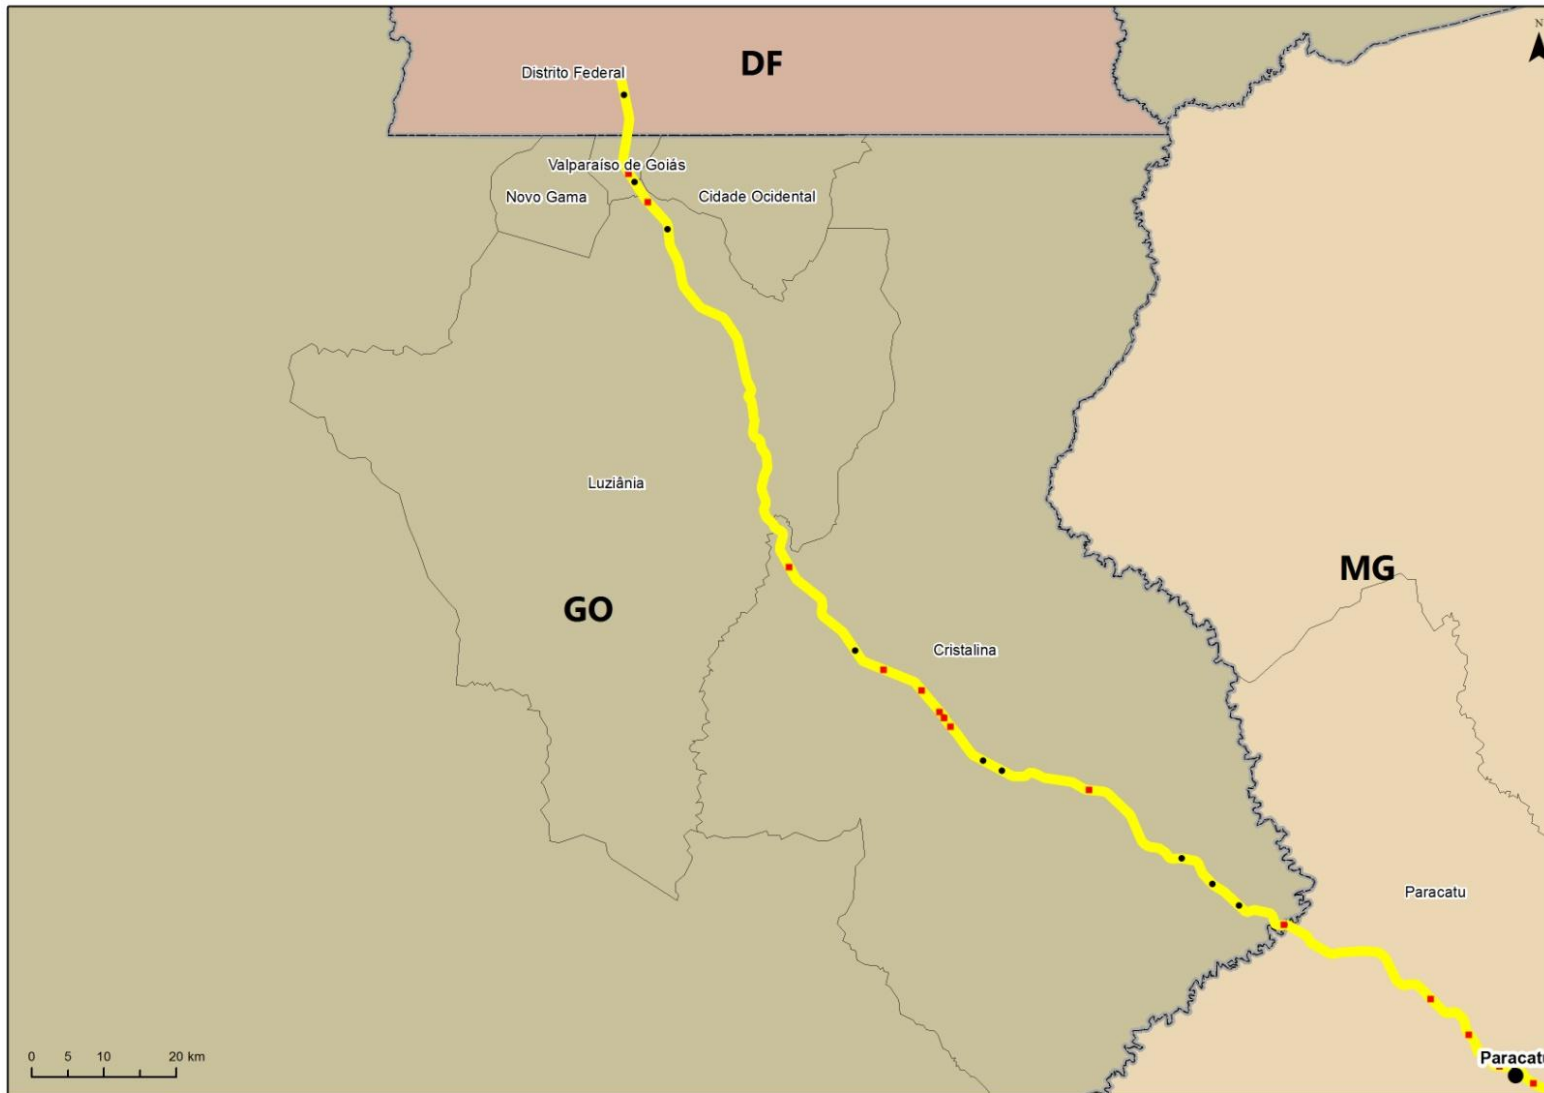 N
DF
Distrito Federal
Valparaíso de Goiás
Novo Gama
Cidade Ocidental
Luziânia
MG
GO
Cristalina
Paracatu
0 5 10 20 km
Paracatu